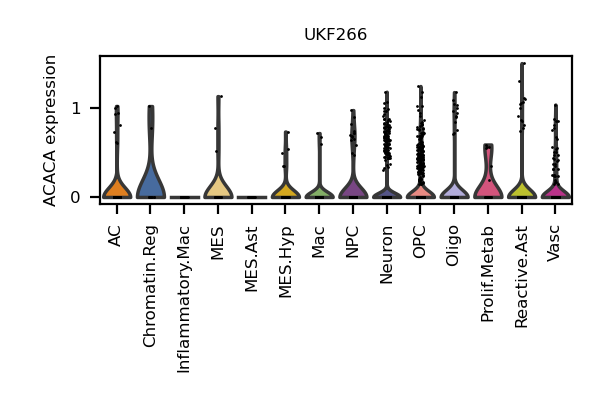 UKF266
ACACA expression
1
0
AC
Chromatin.Reg
Inflammatory.Mac
MES
MES.Ast
MES.Hyp
Mac
NPC
Neuron
OPC
Oligo
Prolif.Metab
Reactive.Ast
Vasc